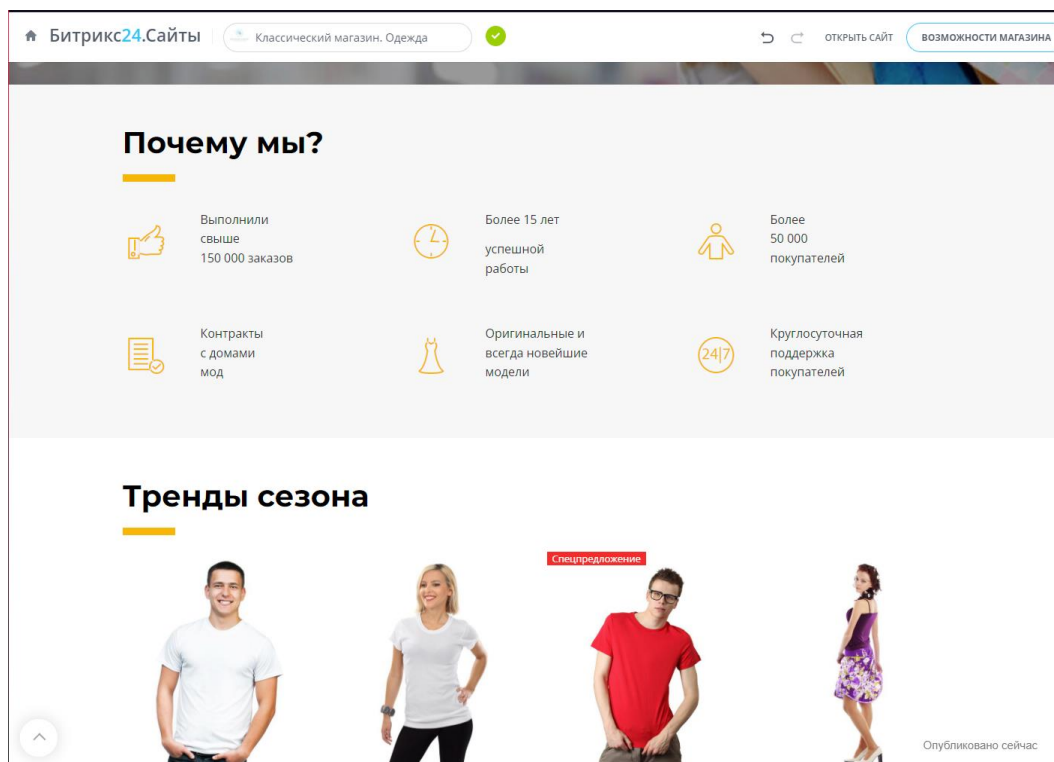 Битрикс24.Сайты
Классический магазин. Одежда
ОТКРЫТЬ САЙТ
ВОЗМОЖНОСТИ МАГАЗИНА
Почему мы?
Выполнили
свыше
150 000 заказов
Более 15 лет
успешной
работы
Более
50 000
покупателей
Контракты
с домами
мод
Оригинальные и
всегда новейшие
модели
24|7
Круглосуточная
поддержка
покупателей
Тренды сезона
Спецпредложение
Опубликовано сейчас